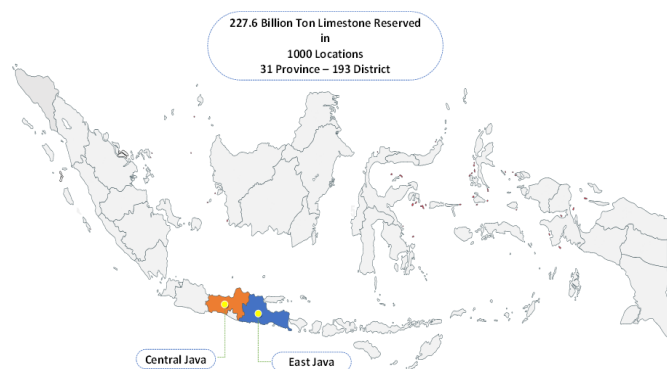 227.6 Billion Ton Limestone Reserved
in
1000 Locations
31 Province – 193 District
Central Java
East Java